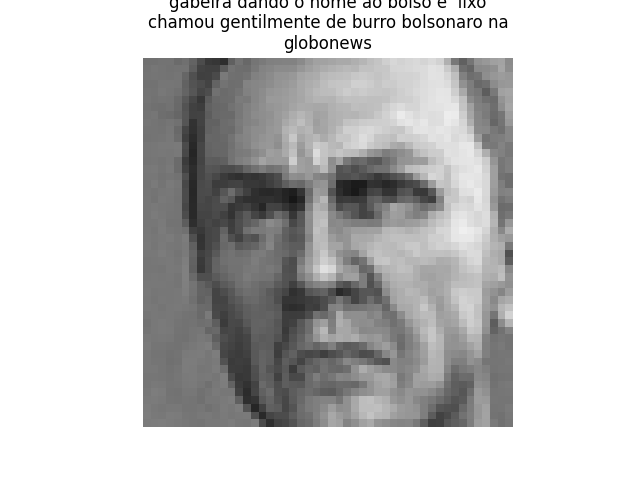 gabeira dando o nome ao bolso é  lixo
chamou gentilmente de burro bolsonaro na
globonews